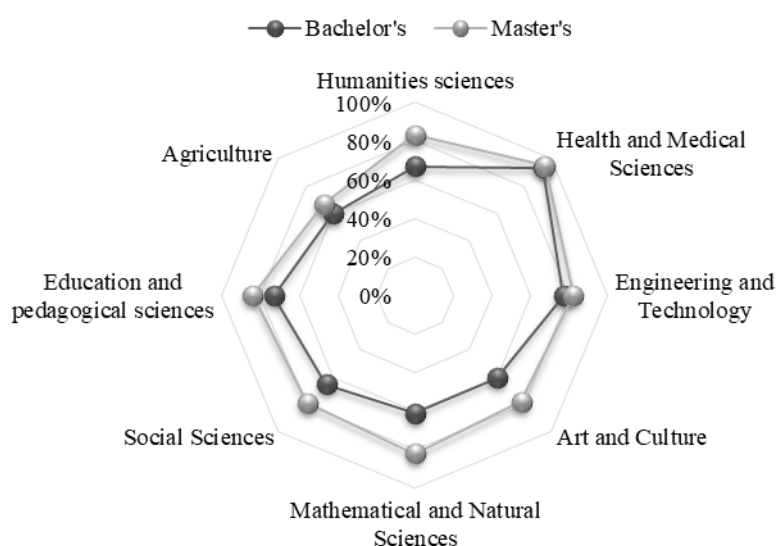 Bachelor's
Master's
Humanities sciences
100%
80%
60%
40%
20%
0%
Health and Medical
Sciences
Engineering and
Technology
Art and Culture
Mathematical and Natural
Sciences
Social Sciences
Education and
pedagogical sciences
Agriculture